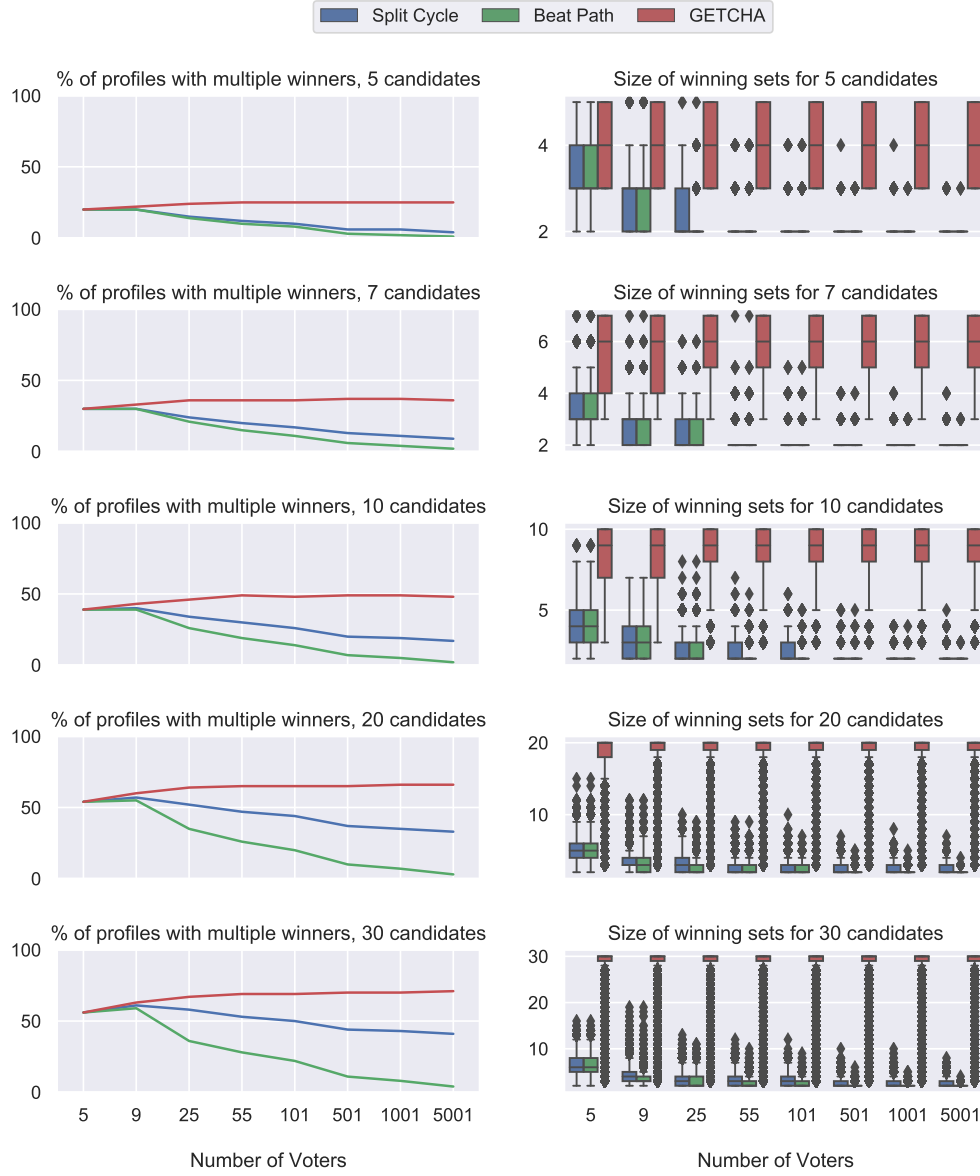 Split Cycle Beat Path GETCHA
% of profiles with multiple winners, 5 candidates
100
50
0
Size of winning sets for 5 candidates
4
2
% of profiles with multiple winners, 7 candidates
100
50
0
Size of winning sets for 7 candidates
6
4
2
% of profiles with multiple winners, 10 candidates
100
50
0
Size of winning sets for 10 candidates
10
5
% of profiles with multiple winners, 20 candidates
100
50
0
Size of winning sets for 20 candidates
20
10
% of profiles with multiple winners, 30 candidates
100
50
0
5 9 25 55 101 501 1001 5001
Number of Voters
Size of winning sets for 30 candidates
30
20
10
5 9 25 55 101 501 1001 5001
Number of Voters